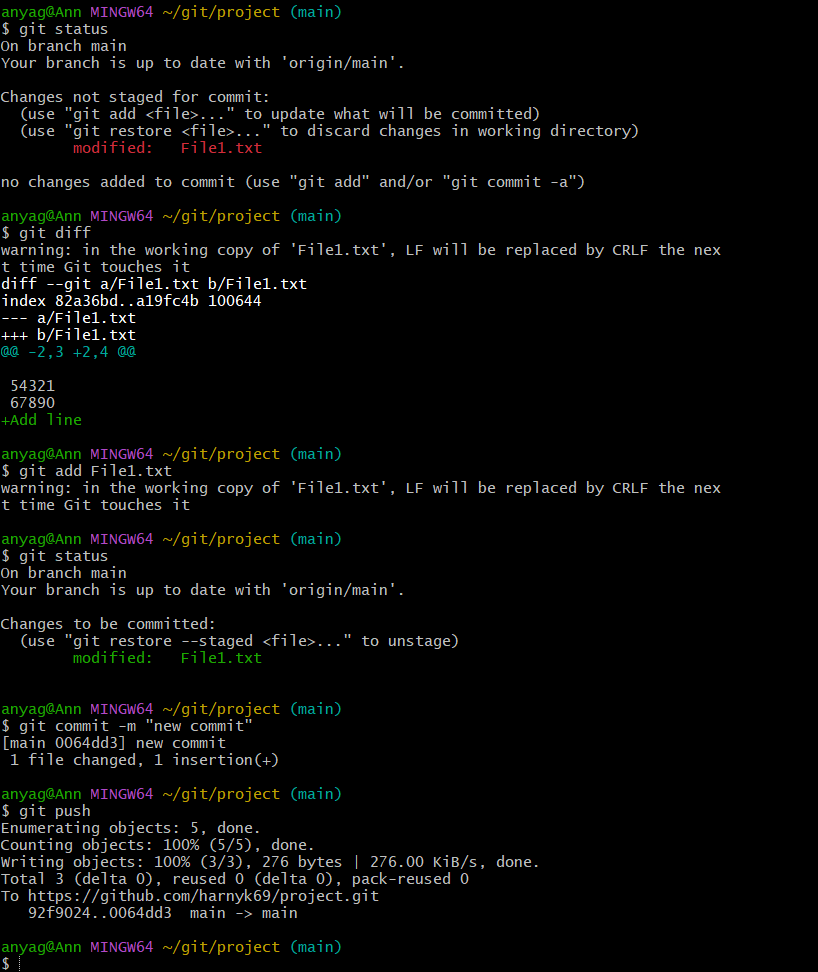 anyag@Ann MINGW64 ~/git/project (main)
$ git status
On branch main
Your branch is up to date with 'origin/main'.

Changes not staged for commit:
  (use "git add <file>..." to update what will be committed)
  (use "git restore <file>..." to discard changes in working directory)
        modified:   File1.txt

no changes added to commit (use "git add" and/or "git commit -a")

anyag@Ann MINGW64 ~/git/project (main)
$ git diff
warning: in the working copy of 'File1.txt', LF will be replaced by CRLF the nex
t time Git touches it
diff --git a/File1.txt b/File1.txt
index 82a36bd..a19fc4b 100644
--- a/File1.txt
+++ b/File1.txt
@@ -2,3 +2,4 @@

 54321
 67890
+Add line

anyag@Ann MINGW64 ~/git/project (main)
$ git add File1.txt
warning: in the working copy of 'File1.txt', LF will be replaced by CRLF the nex
t time Git touches it

anyag@Ann MINGW64 ~/git/project (main)
$ git status
On branch main
Your branch is up to date with 'origin/main'.

Changes to be committed:
  (use "git restore --staged <file>..." to unstage)
        modified:   File1.txt


anyag@Ann MINGW64 ~/git/project (main)
$ git commit -m "new commit"
[main 0064dd3] new commit
 1 file changed, 1 insertion(+)

anyag@Ann MINGW64 ~/git/project (main)
$ git push
Enumerating objects: 5, done.
Counting objects: 100% (5/5), done.
Writing objects: 100% (3/3), 276 bytes | 276.00 KiB/s, done.
Total 3 (delta 0), reused 0 (delta 0), pack-reused 0
To https://github.com/harnyk69/project.git
   92f9024..0064dd3  main -> main

anyag@Ann MINGW64 ~/git/project (main)
$